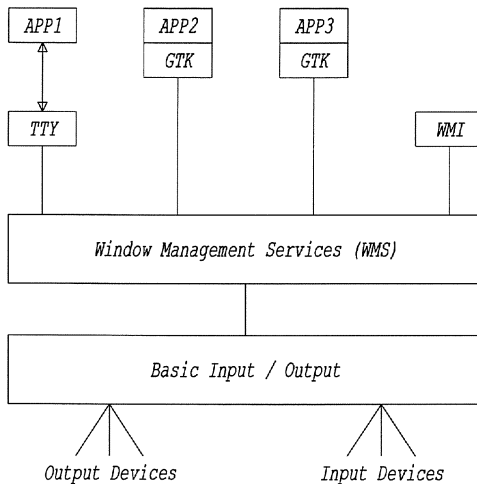 APP1 APP2 APP3
GTK GTK
TTY WMI
Window Management Services (WMS)
Basic Input / Output
Output Devices Input Devices